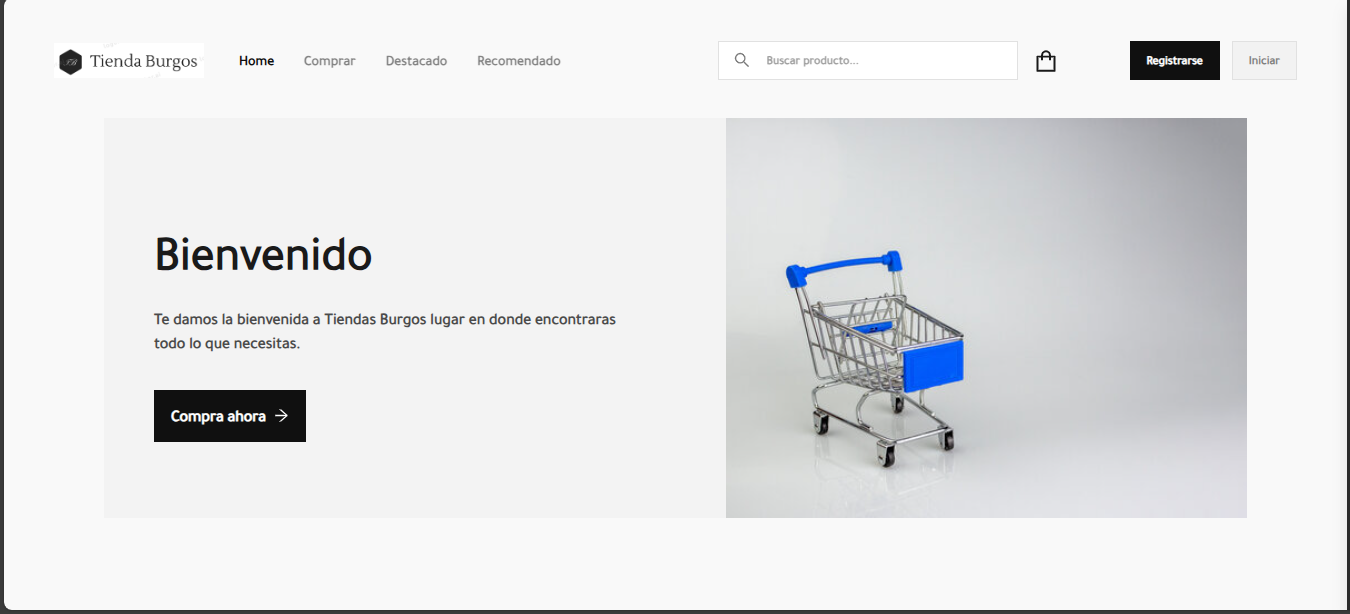 Tienda Burgos
Home
Comprar
Destacado
Recomendado
Buscar producto...
Registrarse
Iniciar
Bienvenido
Te damos la bienvenida a Tiendas Burgos lugar en donde encontraras
todo lo que necesitas.
Compra ahora →